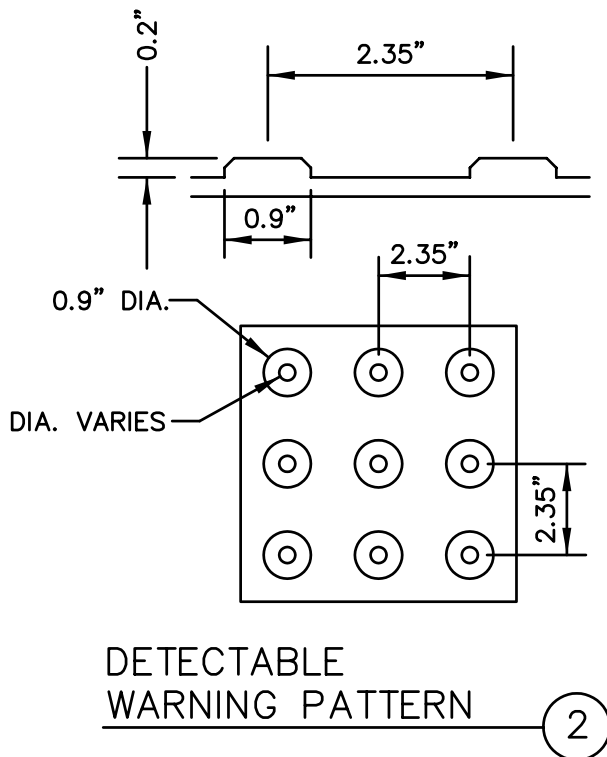 0.2”
2.35”
0.9”
2.35”
0.9” DIA.
DIA. VARIES
2.35”
DETECTABLE
WARNING PATTERN
2